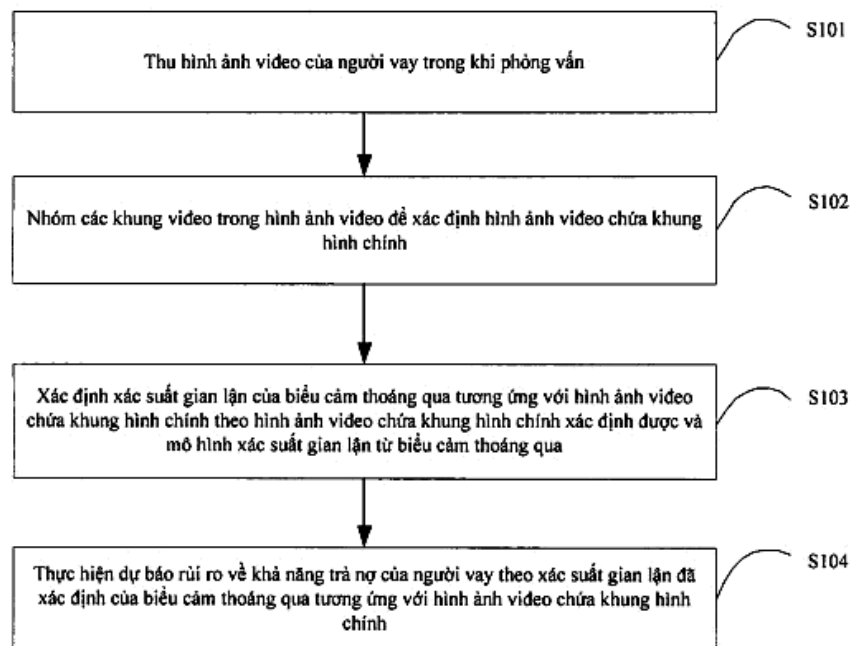 Thu hình ảnh video của người vay trong khi phỏng vấn
S101
Nhóm các khung video trong hình ảnh video để xác định hình ảnh video chứa khung
hình chính
S102
Xác định xác suất gian lận của biểu cảm thoáng qua tương ứng với hình ảnh video
chứa khung hình chính theo hình ảnh video chứa khung hình chính xác định được và
mô hình xác suất gian lận từ biểu cảm thoáng qua
S103
Thực hiện dự báo rủi ro về khả năng trả nợ của người vay theo xác suất gian lận đã
xác định của biểu cảm thoáng qua tương ứng với hình ảnh video chứa khung hình
chính
S104